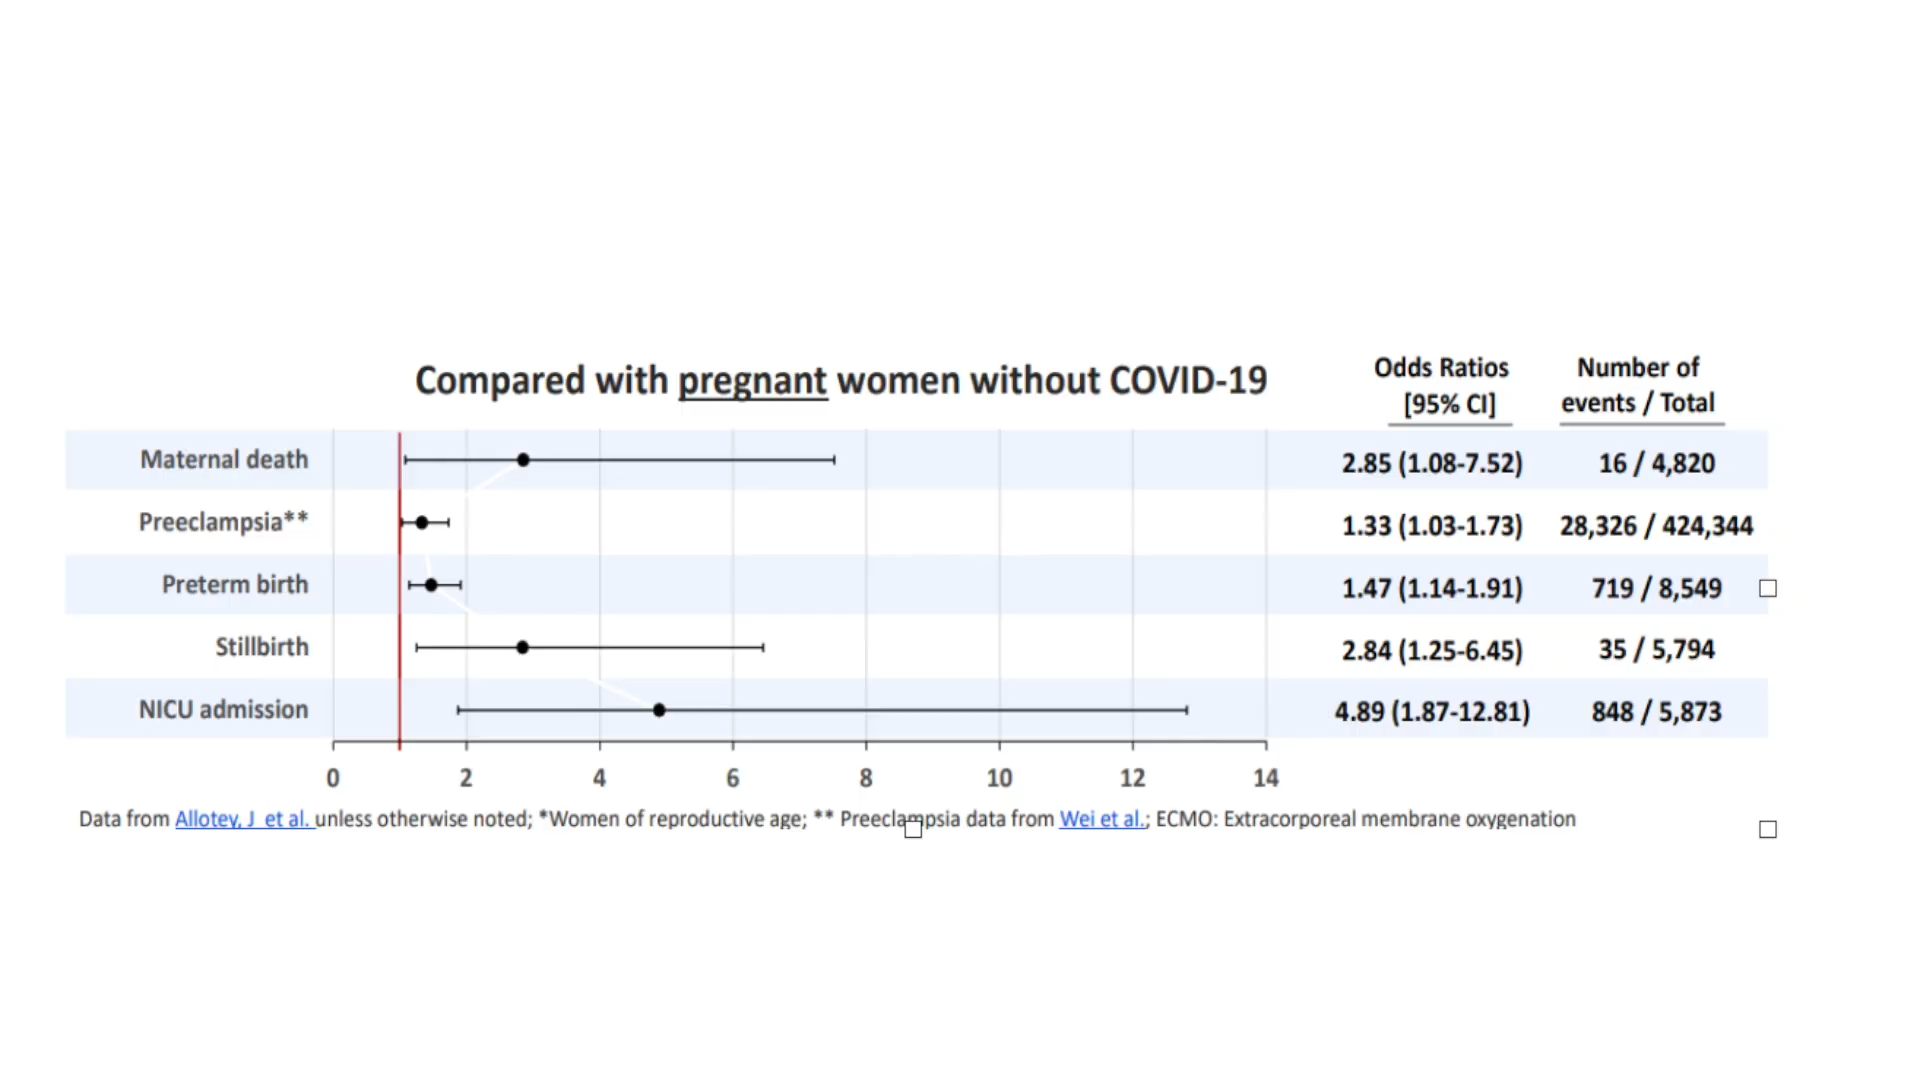 Compared with pregnant women without COVID-19
Odds Ratios
[95% CI]
Number of
events / Total
Maternal death
2.85 (1.08-7.52)
16 / 4,820
Preeclampsia**
1.33 (1.03-1.73)
28,326 / 424,344
Preterm birth
1.47 (1.14-1.91)
719 / 8,549
Stillbirth
2.84 (1.25-6.45)
35 / 5,794
NICU admission
4.89 (1.87-12.81)
848 / 5,873
0 2 4 6 8 10 12 14
Data from Allotey, J et al. unless otherwise noted; *Women of reproductive age; ** Preeclampsia data from Wei et al.; ECMO: Extracorporeal membrane oxygenation